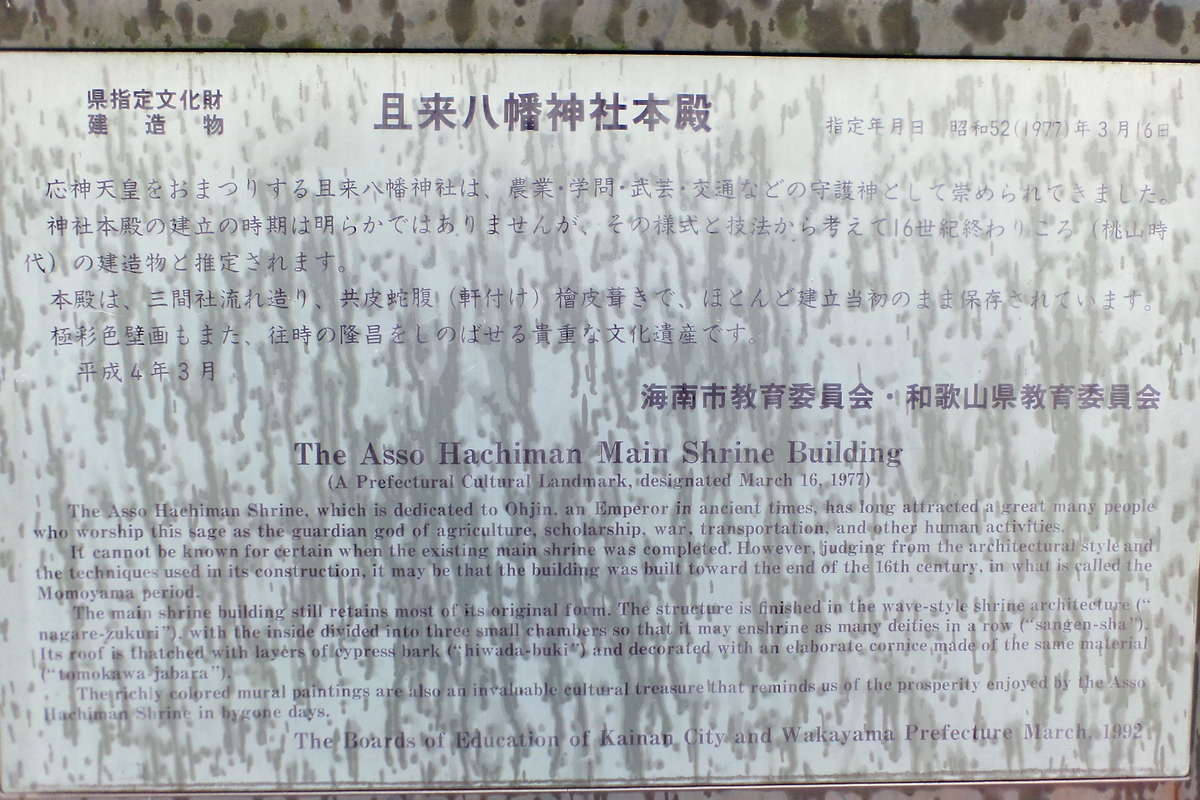 県指定文化財
建造物
且来八幡神社本殿
指定年月日 昭和52(1977)年3月16日
応神天皇をおまつりする且来八幡神社は、農業・学問・武芸・交通などの守護神として崇められてきました。
神社本殿の建立の時期は明らかではありませんが、その様式と技法から考えて16世紀終わりごろ（桃山時
代）の建造物と推定されます。
本殿は、三間社流れ造り、共皮蛇腹（軒付け）檜皮葺きで、ほとんど建立当初のまま保存されています。
極彩色壁画もまた、往時の隆昌をしのばせる貴重な文化遺産です。
平成4年3月
海南市教育委員会・和歌山県教育委員会
The Asso Hachiman Main Shrine Building
(A Prefectural Cultural Landmark, designated March 16, 1977)
The Asso Hachiman Shrine, which is dedicated to Ohjin, an Emperor in ancient times, has long attracted a great many people
who worship this sage as the guardian god of agriculture, scholarship, war, transportation, and other human activities.
It cannot be known for certain when the existing main shrine was completed. However, judging from the architectural style and
the techniques used in its construction, it may be that the building was built toward the end of the 16th century, in what is called the
Momoyama period.
The main shrine building still retains most of its original form. The structure is finished in the wave-style shrine architecture (“
nagare-zukuri”), with the inside divided into three small chambers so that it may enshrine as many deities in a row (“sangen-sha”).
Its roof is thatched with layers of cypress bark (“hiwada-buki”) and decorated with an elaborate cornice made of the same material
(“tomokawa-jabara”).
The richly colored mural paintings are also an invaluable cultural treasure that reminds us of the prosperity enjoyed by the Asso
Hachiman Shrine in bygone days.
The Boards of Education of Kainan City and Wakayama Prefecture March, 1992